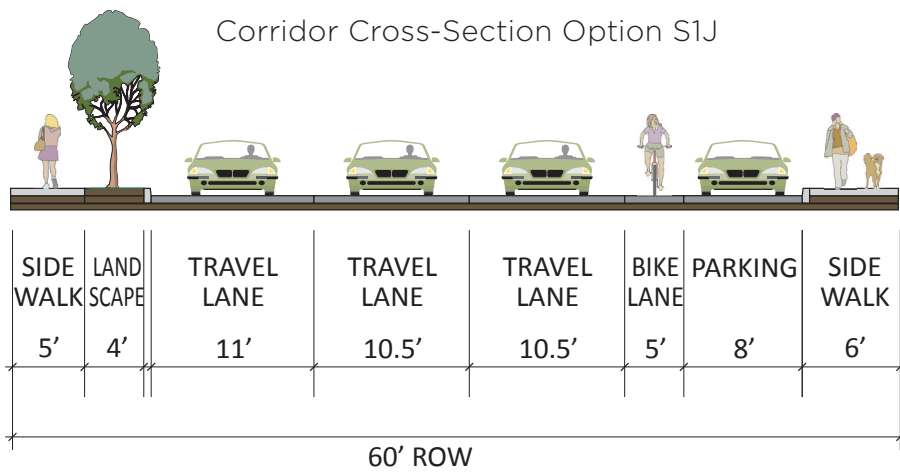 Corridor Cross-Section Option S1J
SIDE WALK 5’
LAND SCAPE 4’
TRAVEL LANE 11’
TRAVEL LANE 10.5’
TRAVEL LANE 10.5’
BIKE LANE 5’
PARKING 8’
SIDE WALK 6’
60’ ROW